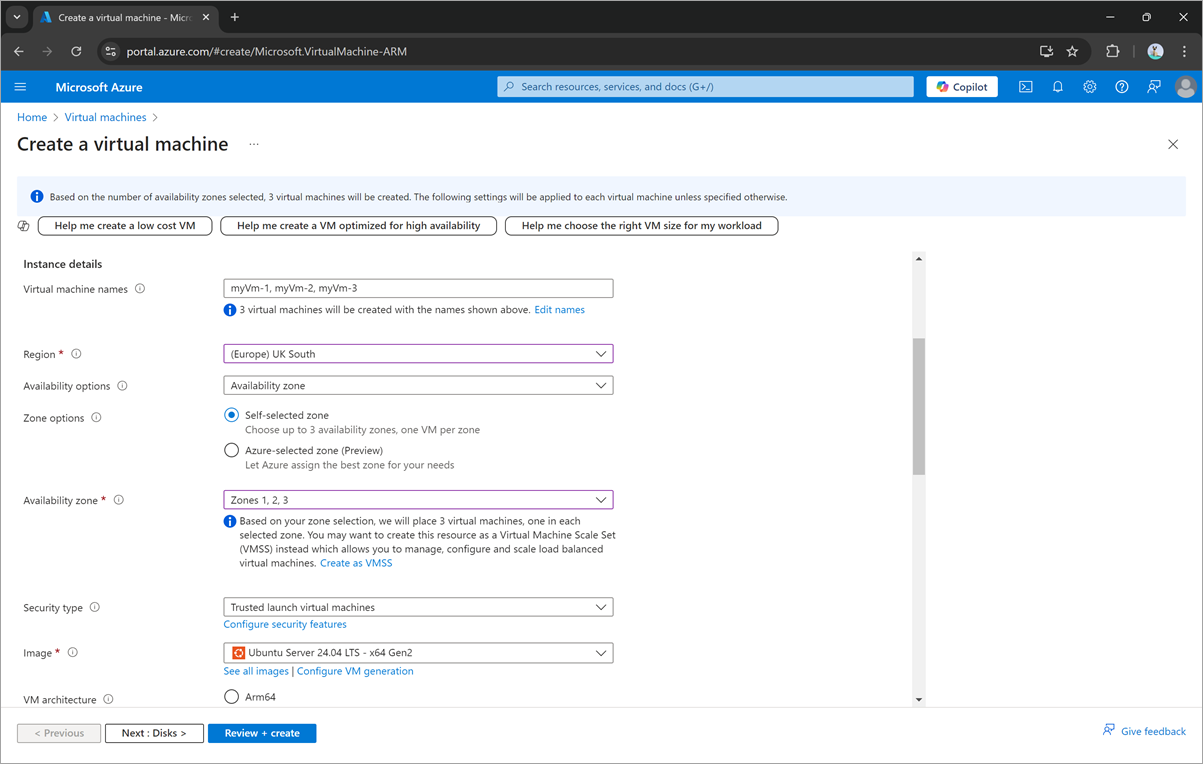 Create a virtual machine - Micr
portal.azure.com/#create/Microsoft.VirtualMachine-ARM
Microsoft Azure
Search resources, services, and docs (G+/)
Copilot
Home > Virtual machines >
Create a virtual machine ...
Based on the number of availability zones selected, 3 virtual machines will be created. The following settings will be applied to each virtual machine unless specified otherwise.
Help me create a low cost VM
Help me create a VM optimized for high availability
Help me choose the right VM size for my workload
Instance details
Virtual machine names
myVm-1, myVm-2, myVm-3
3 virtual machines will be created with the names shown above. Edit names
Region *
(Europe) UK South
Availability options
Availability zone
Zone options
Self-selected zone
Choose up to 3 availability zones, one VM per zone
Azure-selected zone (Preview)
Let Azure assign the best zone for your needs
Availability zone *
Zones 1, 2, 3
Based on your zone selection, we will place 3 virtual machines, one in each
selected zone. You may want to create this resource as a Virtual Machine Scale Set
(VMSS) instead which allows you to manage, configure and scale load balanced
virtual machines. Create as VMSS
Security type
Trusted launch virtual machines
Configure security features
Image *
Ubuntu Server 24.04 LTS - x64 Gen2
See all images | Configure VM generation
VM architecture
Arm64
< Previous
Next : Disks >
Review + create
Give feedback